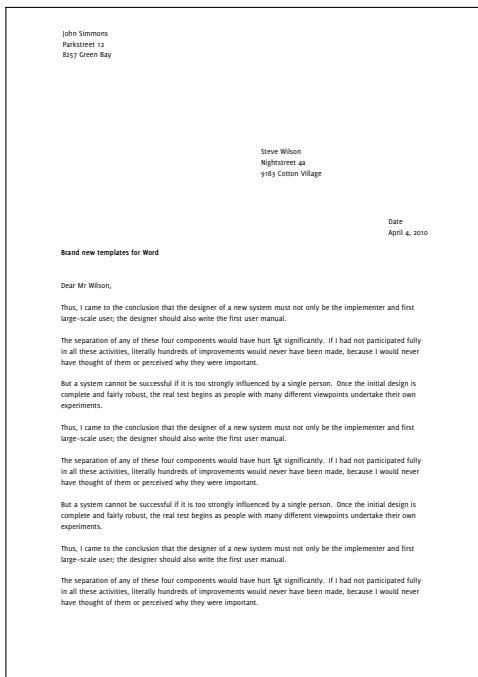 John Simmons
Parkstreet 12
8257 Green Bay
Steve Wilson
Nightstreet 4a
9183 Cotton Village
Date
April 4, 2010
Brand new templates for Word
Dear Mr Wilson,
Thus, I came to the conclusion that the designer of a new system must not only be the implementer and first
large–scale user; the designer should also write the first user manual.
The separation of any of these four components would have hurt TEX significantly. If I had not participated fully
in all these activities, literally hundreds of improvements would never have been made, because I would never
have thought of them or perceived why they were important.
But a system cannot be successful if it is too strongly influenced by a single person. Once the initial design is
complete and fairly robust, the real test begins as people with many different viewpoints undertake their own
experiments.
Thus, I came to the conclusion that the designer of a new system must not only be the implementer and first
large–scale user; the designer should also write the first user manual.
The separation of any of these four components would have hurt TEX significantly. If I had not participated fully
in all these activities, literally hundreds of improvements would never have been made, because I would never
have thought of them or perceived why they were important.
But a system cannot be successful if it is too strongly influenced by a single person. Once the initial design is
complete and fairly robust, the real test begins as people with many different viewpoints undertake their own
experiments.
Thus, I came to the conclusion that the designer of a new system must not only be the implementer and first
large–scale user; the designer should also write the first user manual.
The separation of any of these four components would have hurt TEX significantly. If I had not participated fully
in all these activities, literally hundreds of improvements would never have been made, because I would never
have thought of them or perceived why they were important.